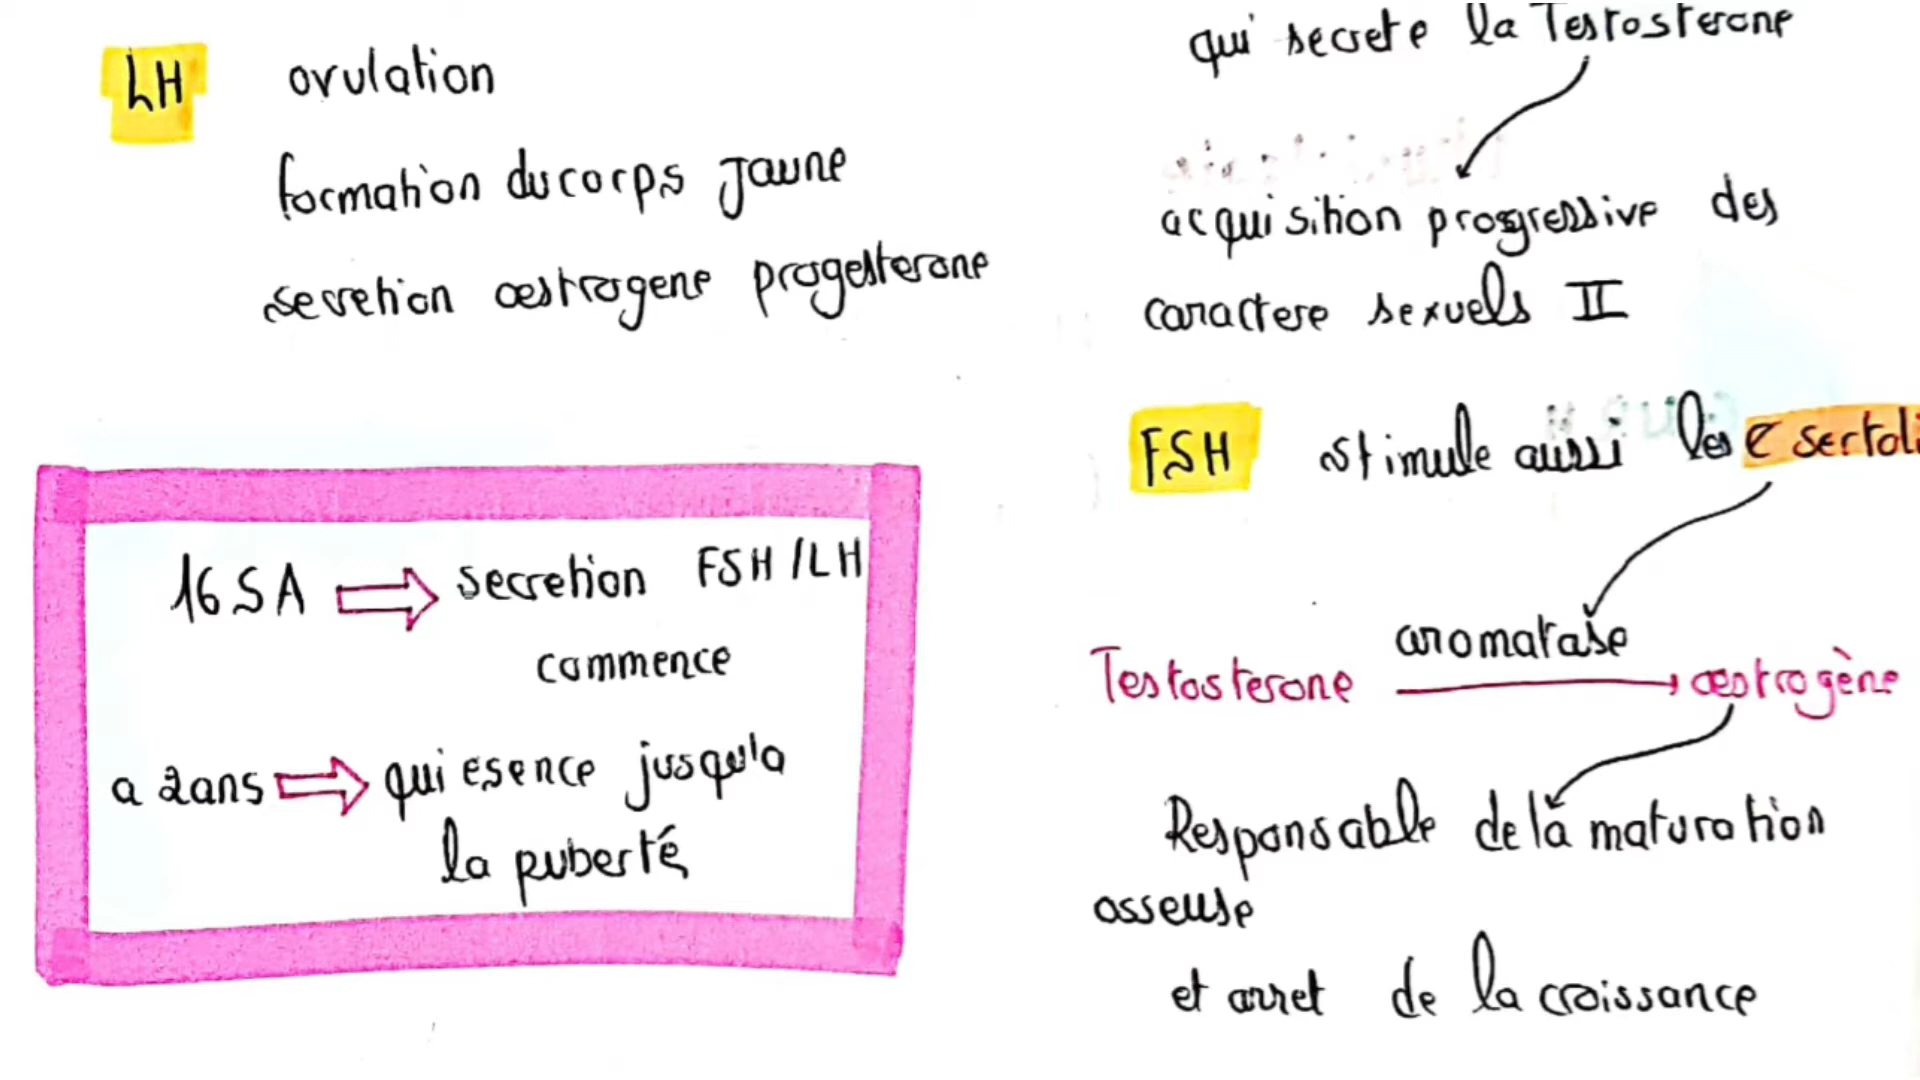 LH ovulation
formation du corps jaune
secretion œstrogene progesterone
16 SA ⇒ secretion FSH/LH
commence
a 2ans ⇒ qui esence jusqu'a
la puberté
qui secrete la Testosterone
acquisition progressive des
caractere sexuels II
FSH stimule aussi les C sertoli
aromatase
Testosterone → œstrogène
Responsable de la maturation
osseuse
et arret de la croissance